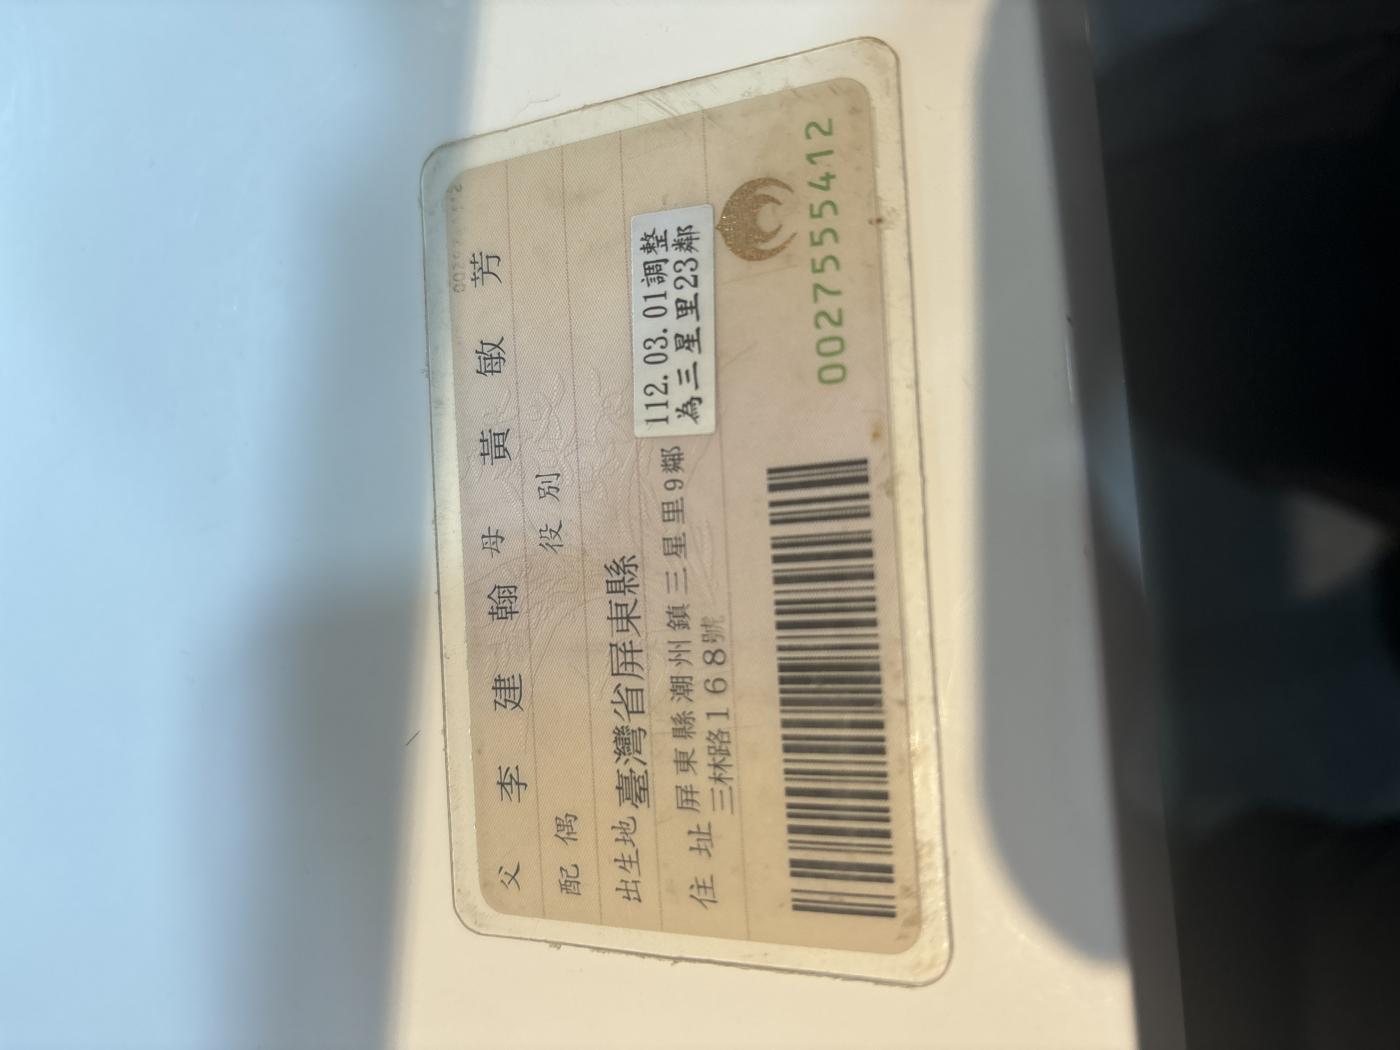 父 李建翰 母 黃敏芳
配偶 役別
出生地 臺灣省屏東縣
住址 屏東縣潮州鎮三星里9鄰
三林路168號
112.03.01調整
為三星里23鄰
0027555412